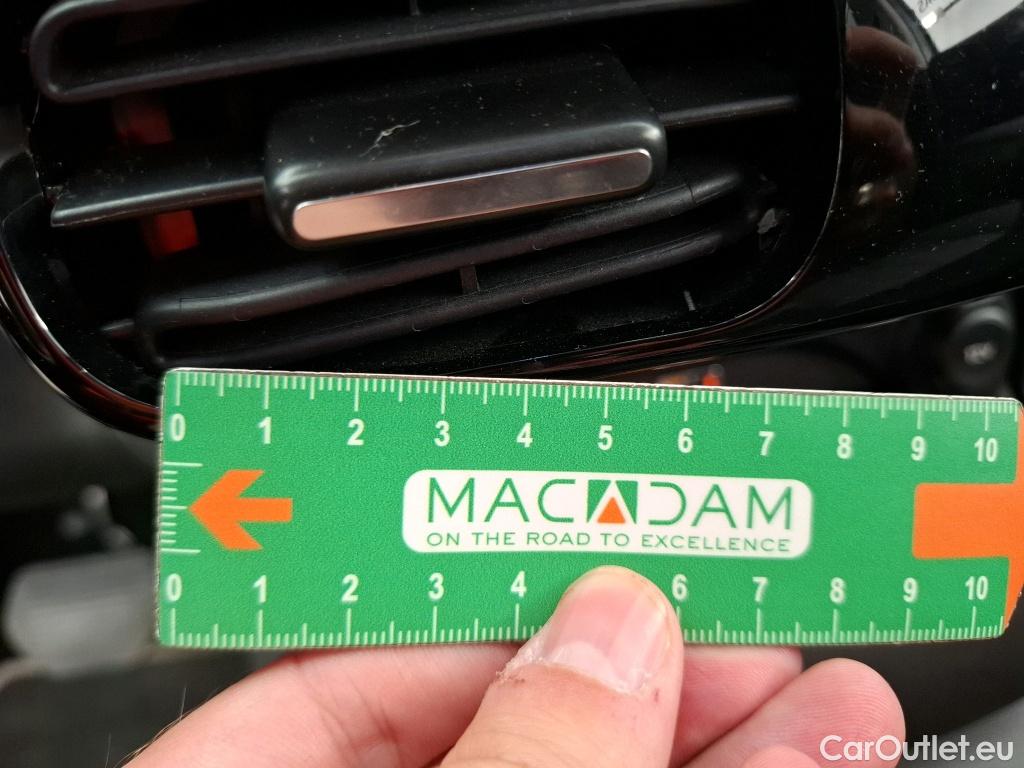 0 1 2 3 4 5 6 7 8 9 10
MACADAM
ON THE ROAD TO EXCELLENCE
0 1 2 3 4 6 7 8 9 10
CarOutlet.eu